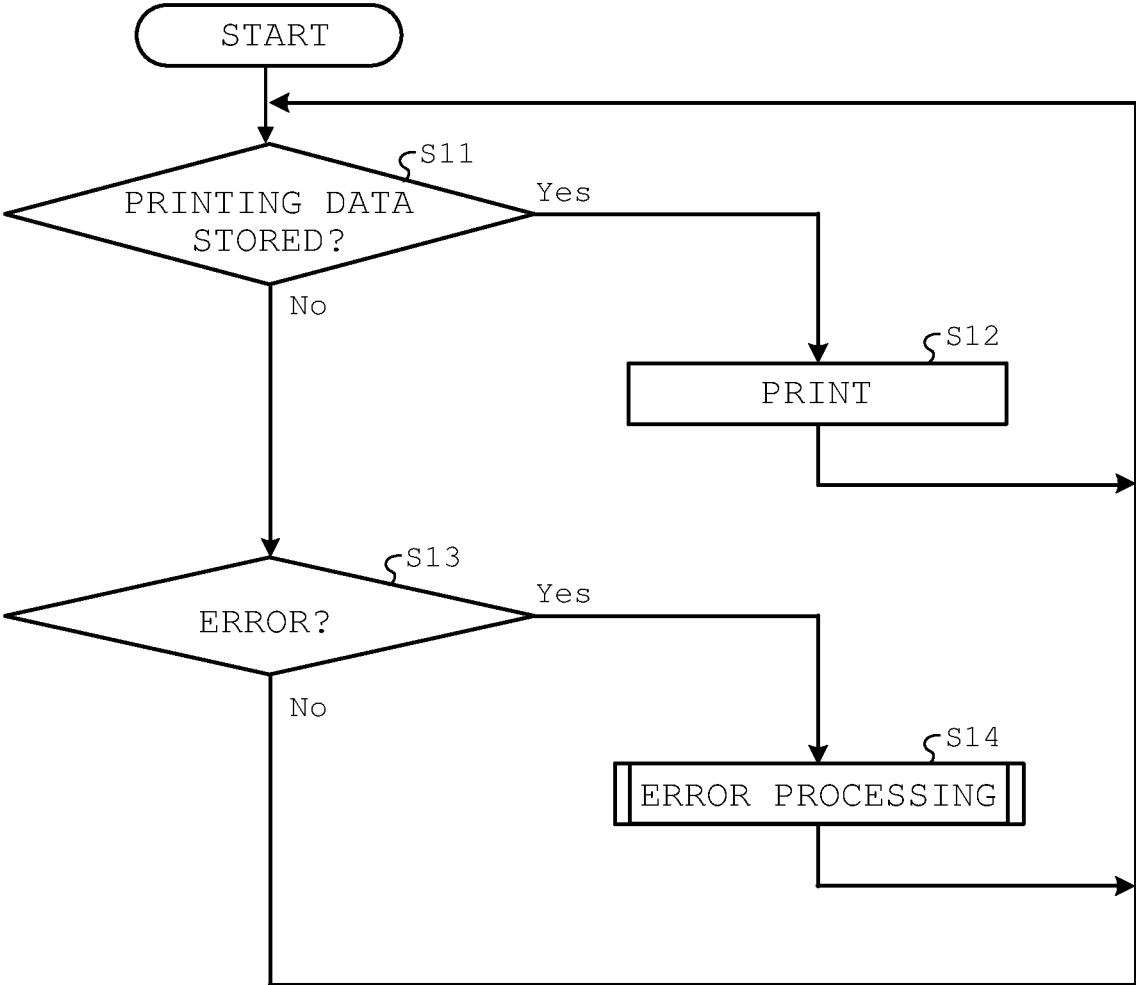 START
S11
PRINTING DATA
STORED?
Yes
No
S12
PRINT
S13
ERROR?
Yes
No
S14
ERROR PROCESSING